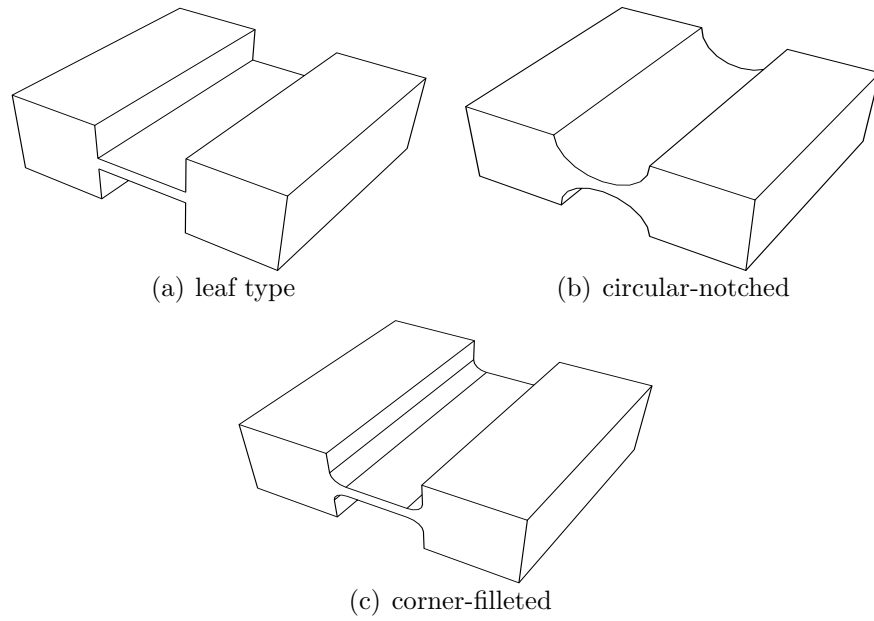 (a) leaf type
(b) circular-notched
(c) corner-filleted